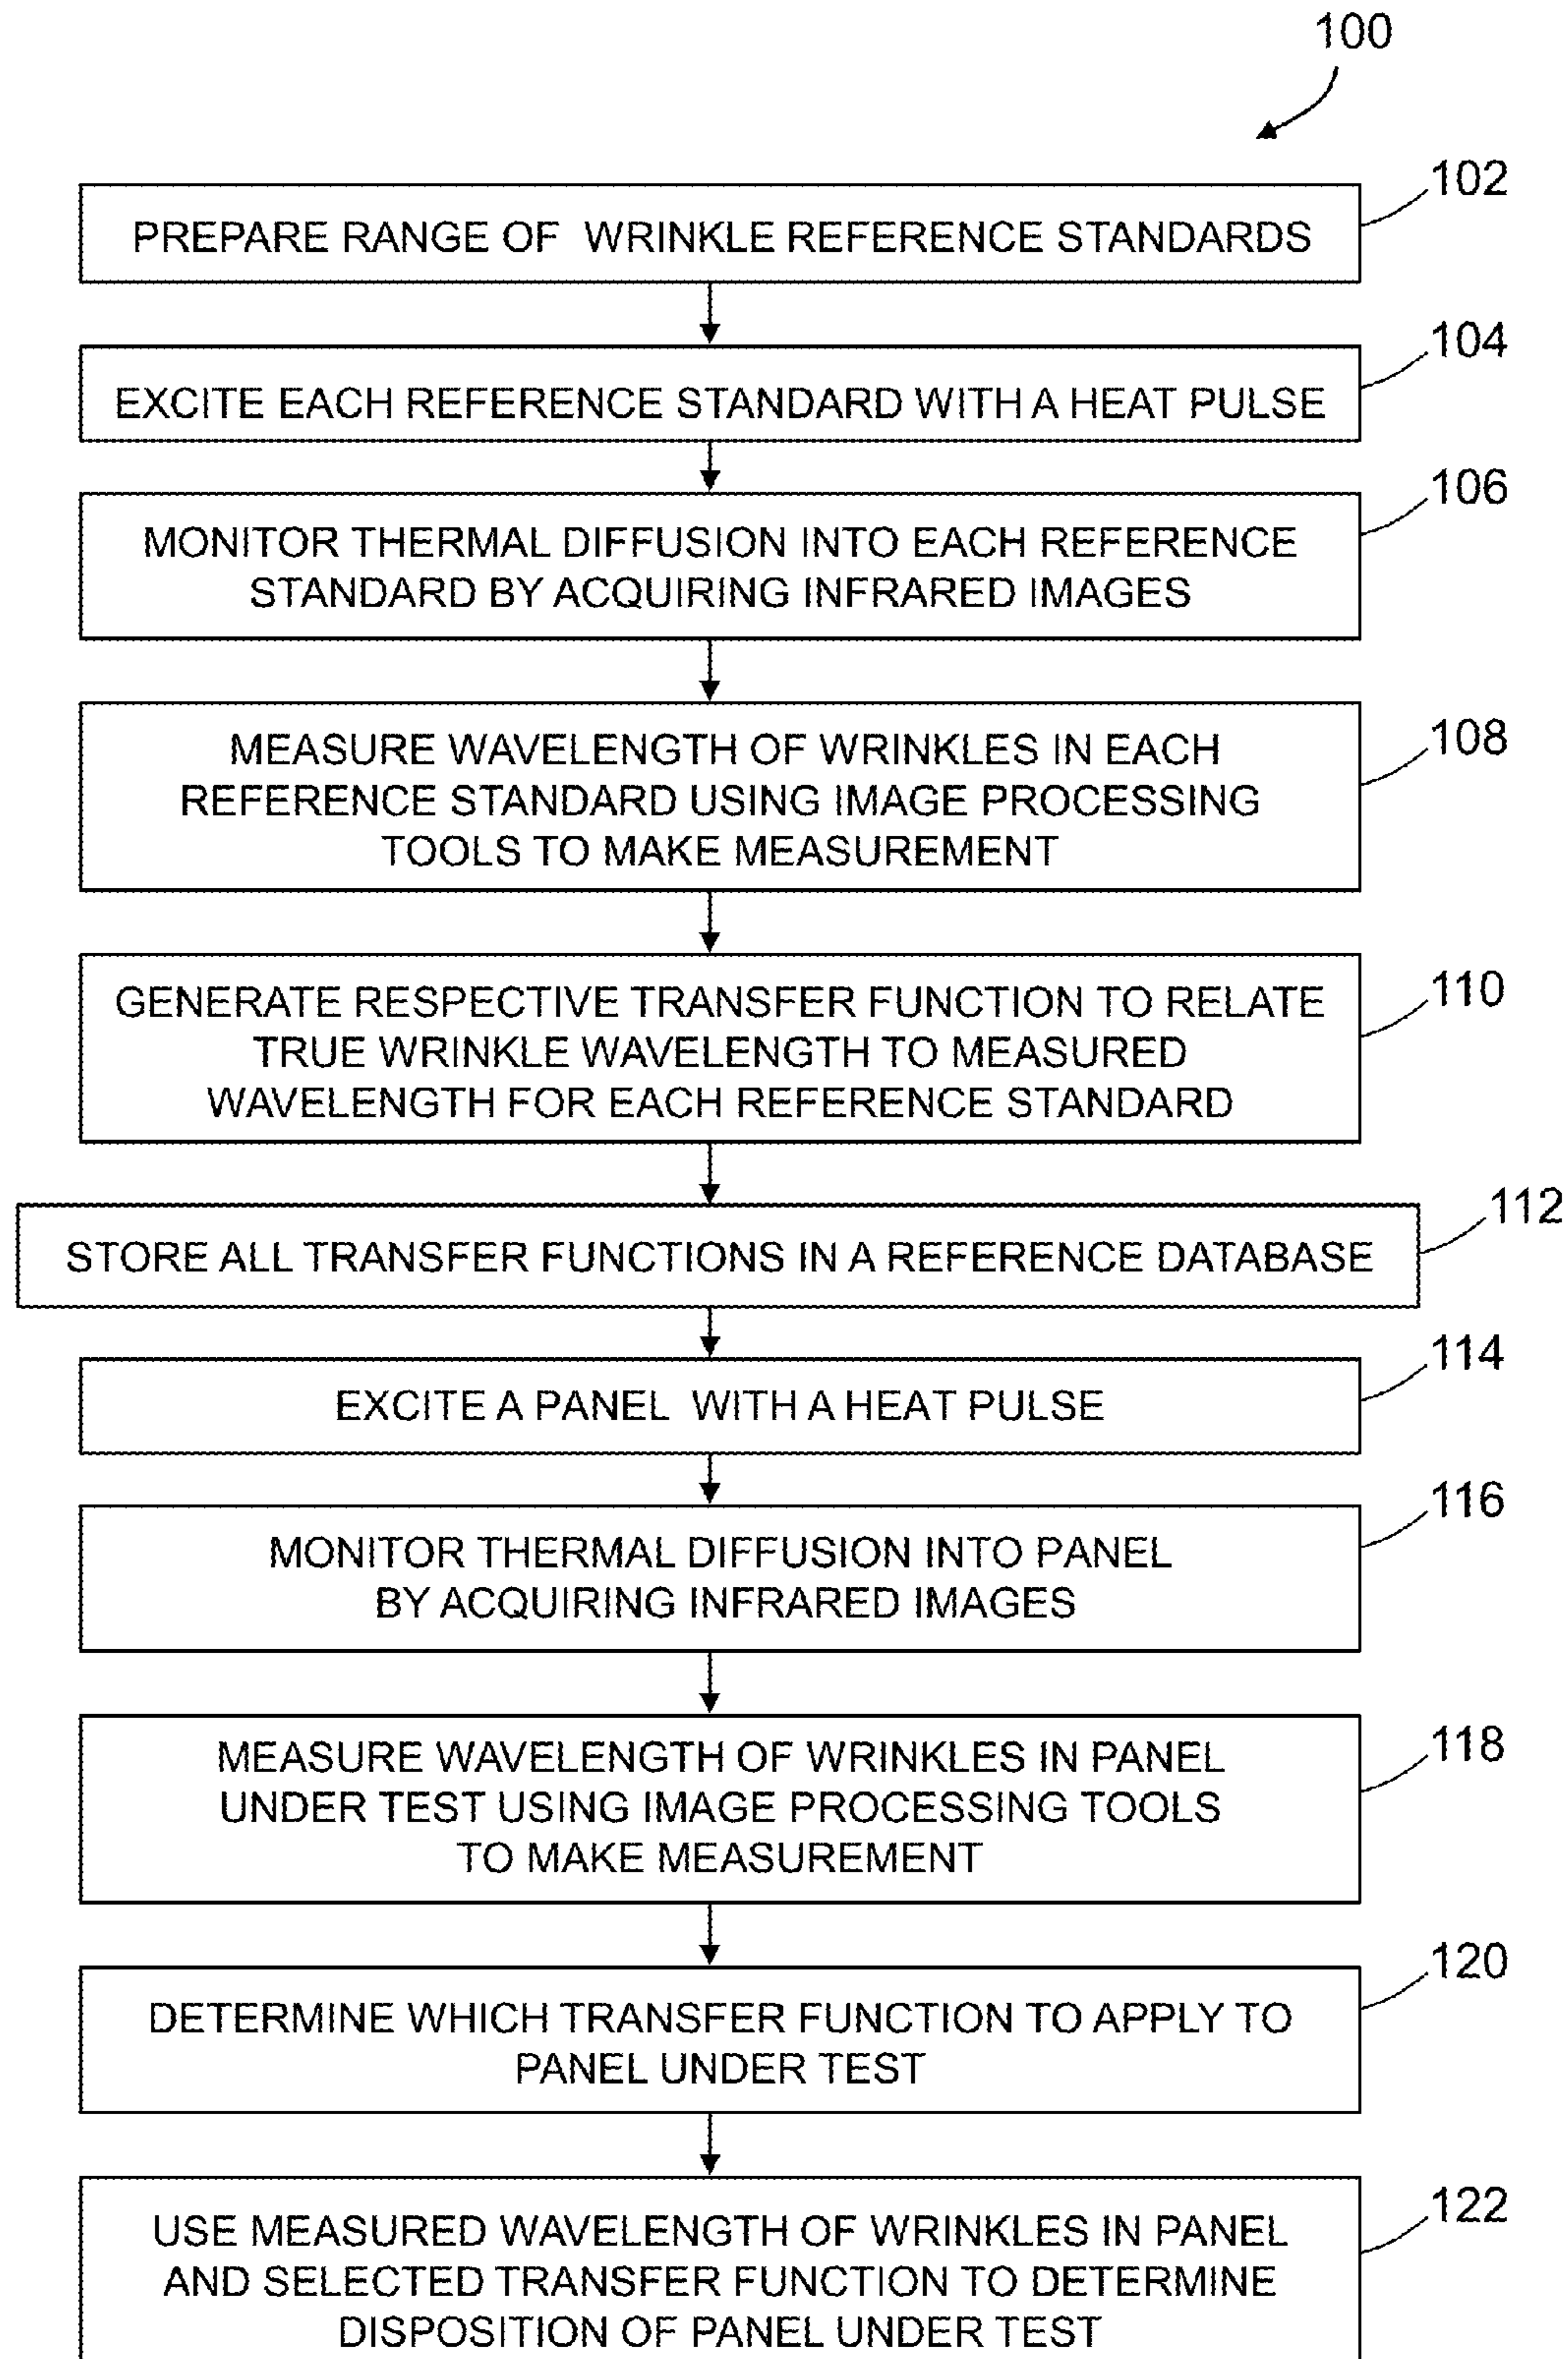 100
102
PREPARE RANGE OF WRINKLE REFERENCE STANDARDS
104
EXCITE EACH REFERENCE STANDARD WITH A HEAT PULSE
106
MONITOR THERMAL DIFFUSION INTO EACH REFERENCE
STANDARD BY ACQUIRING INFRARED IMAGES
108
MEASURE WAVELENGTH OF WRINKLES IN EACH
REFERENCE STANDARD USING IMAGE PROCESSING
TOOLS TO MAKE MEASUREMENT
110
GENERATE RESPECTIVE TRANSFER FUNCTION TO RELATE
TRUE WRINKLE WAVELENGTH TO MEASURED
WAVELENGTH FOR EACH REFERENCE STANDARD
112
STORE ALL TRANSFER FUNCTIONS IN A REFERENCE DATABASE
114
EXCITE A PANEL WITH A HEAT PULSE
116
MONITOR THERMAL DIFFUSION INTO PANEL
BY ACQUIRING INFRARED IMAGES
118
MEASURE WAVELENGTH OF WRINKLES IN PANEL
UNDER TEST USING IMAGE PROCESSING TOOLS
TO MAKE MEASUREMENT
120
DETERMINE WHICH TRANSFER FUNCTION TO APPLY TO
PANEL UNDER TEST
122
USE MEASURED WAVELENGTH OF WRINKLES IN PANEL
AND SELECTED TRANSFER FUNCTION TO DETERMINE
DISPOSITION OF PANEL UNDER TEST